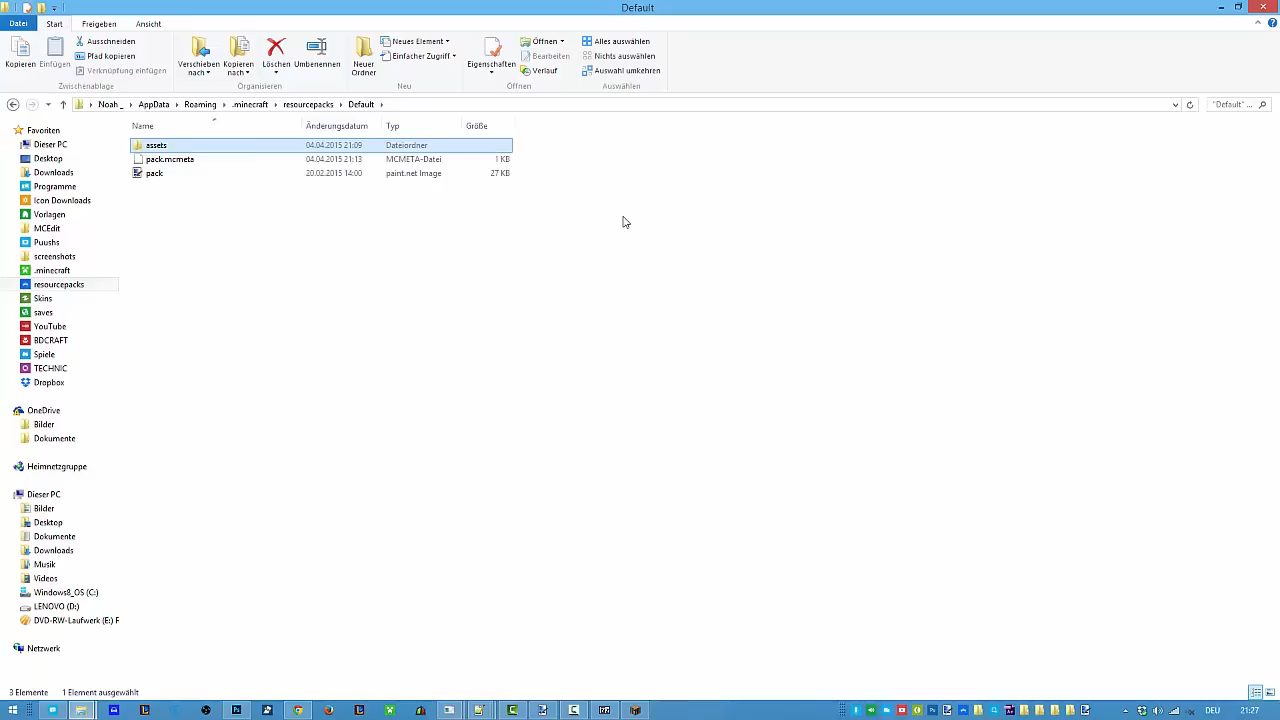 Default
Datei Start Freigeben Ansicht
Kopieren Einfügen Ausschneiden Pfad kopieren Verknüpfung einfügen
Zwischenablage
Verschieben nach Kopieren nach Löschen Umbenennen
Organisieren
Neuer Ordner Neues Element Einfacher Zugriff
Neu
Eigenschaften Öffnen Bearbeiten Verlauf
Öffnen
Alles auswählen Nichts auswählen Auswahl umkehren
Auswählen
Noah _ AppData Roaming .minecraft resourcepacks Default "Default" ...
Name Änderungsdatum Typ Größe
assets 04.04.2015 21:09 Dateiordner
pack.mcmeta 04.04.2015 21:13 MCMETA-Datei 1 KB
pack 20.02.2015 14:00 paint.net Image 27 KB
Favoriten
Dieser PC
Desktop
Downloads
Programme
Icon Downloads
Vorlagen
MCEdit
Puushs
screenshots
.minecraft
resourcepacks
Skins
saves
YouTube
BDCRAFT
Spiele
TECHNIC
Dropbox
OneDrive
Bilder
Dokumente
Heimnetzgruppe
Dieser PC
Bilder
Desktop
Dokumente
Downloads
Musik
Videos
Windows8_OS (C:)
LENOVO (D:)
DVD-RW-Laufwerk (E:) F
Netzwerk
3 Elemente 1 Element ausgewählt
DEU 21:27